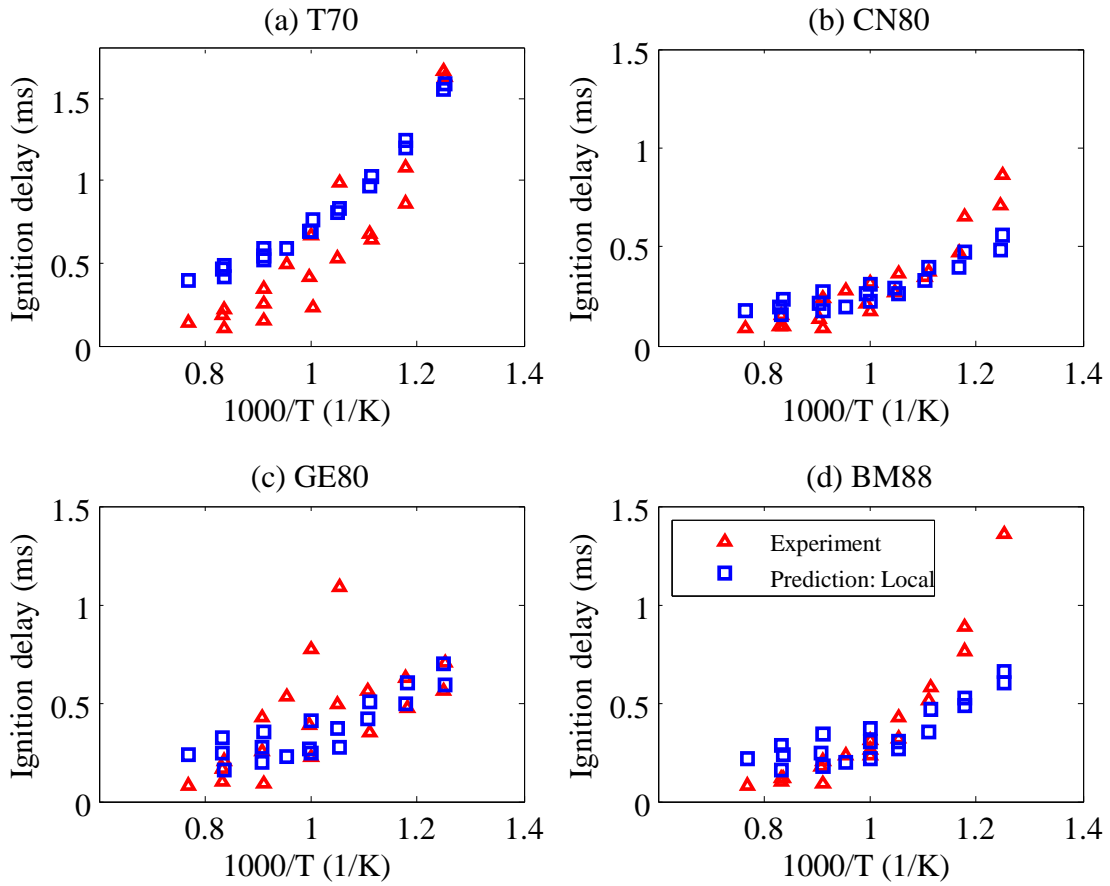 (a) T70
Ignition delay (ms)
1.5
1
0.5
0
0.8
1
1.2
1.4
1000/T (1/K)
(b) CN80
Ignition delay (ms)
1.5
1
0.5
0
0.8
1
1.2
1.4
1000/T (1/K)
(c) GE80
Ignition delay (ms)
1.5
1
0.5
0
0.8
1
1.2
1.4
1000/T (1/K)
(d) BM88
Ignition delay (ms)
1.5
1
0.5
0
0.8
1
1.2
1.4
1000/T (1/K)
Experiment
Prediction: Local